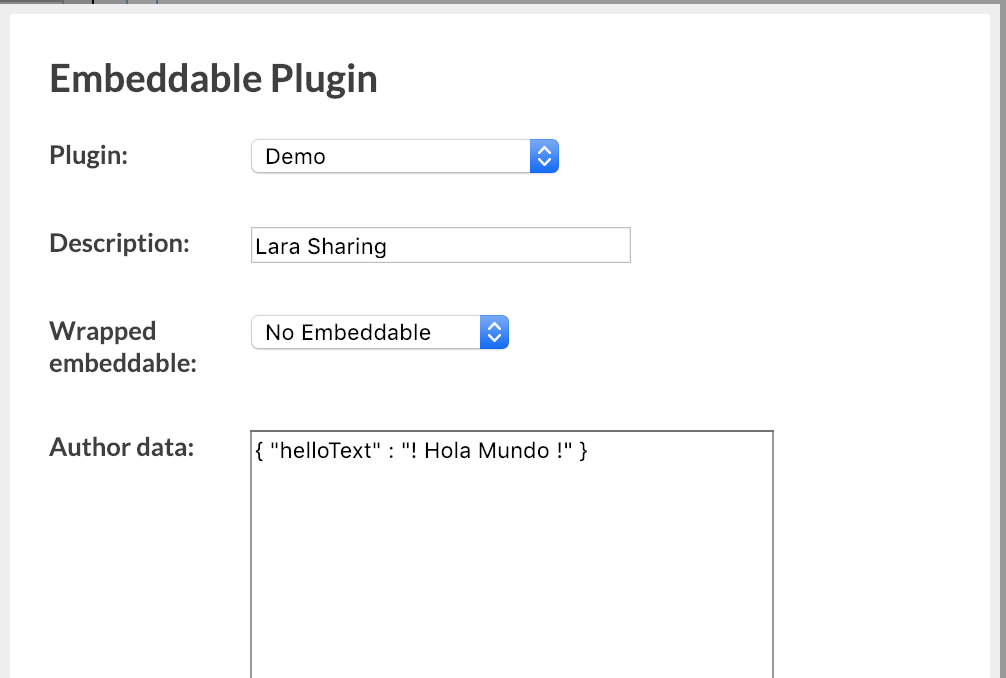 Embeddable Plugin
Plugin: Demo
Description: Lara Sharing
Wrapped
embeddable: No Embeddable
Author data: { "helloText" : "! Hola Mundo !" }